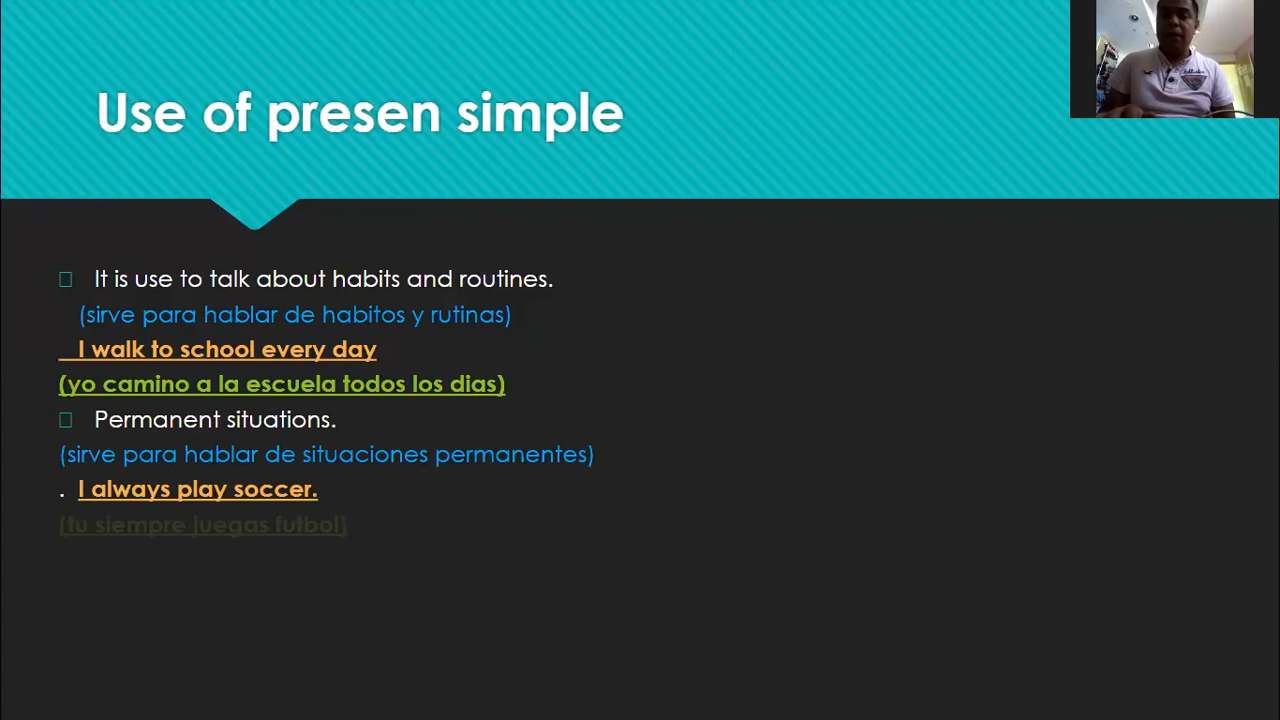 Use of presen simple
It is use to talk about habits and routines.
(sirve para hablar de habitos y rutinas)
I walk to school every day
(yo camino a la escuela todos los dias)
Permanent situations.
(sirve para hablar de situaciones permanentes)
. I always play soccer.
(tu siempre juegas futbol)